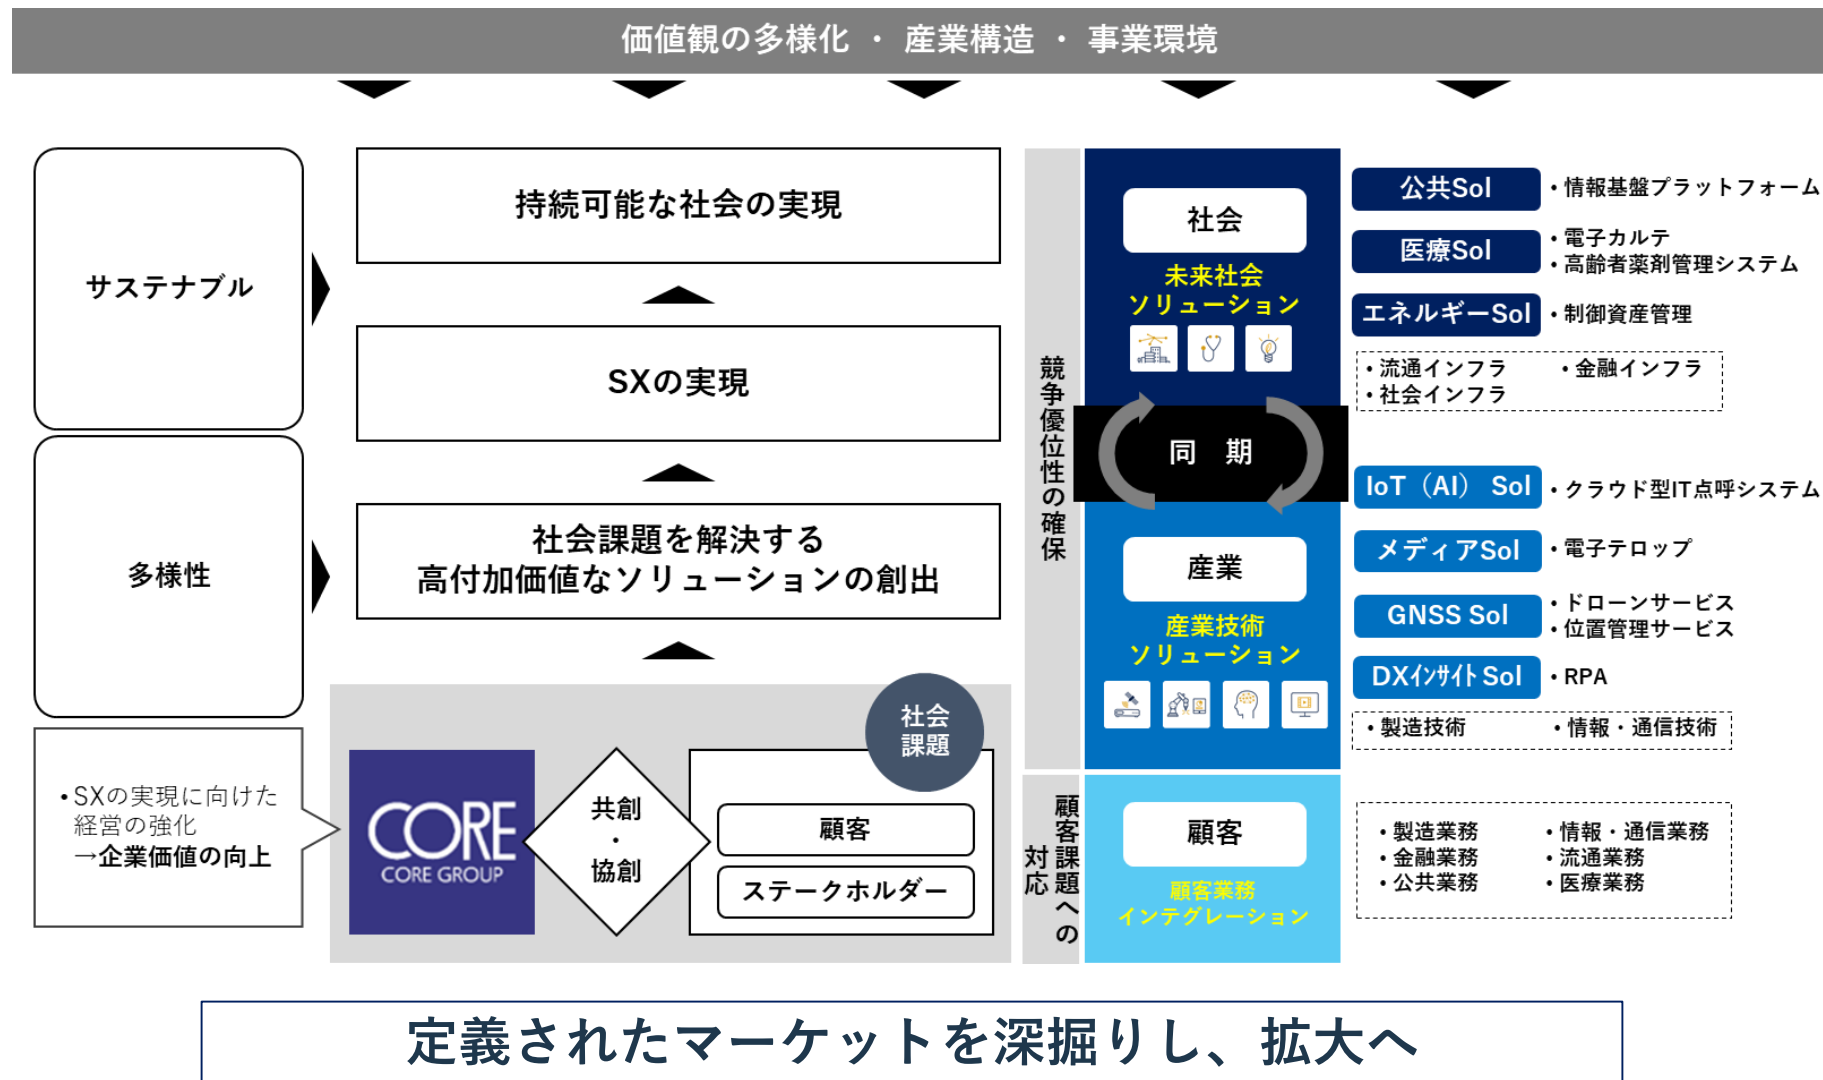 価値観の多様化 ・ 産業構造 ・ 事業環境
サステナブル
多様性
・SXの実現に向けた
経営の強化
→企業価値の向上
持続可能な社会の実現
SXの実現
社会課題を解決する
高付加価値なソリューションの創出
社会
課題
CORE
CORE GROUP
共創
・
協創
顧客
ステークホルダー
競争優位性の確保
顧客課題への
対応
社会
未来社会
ソリューション
同 期
産業
産業技術
ソリューション
顧客
顧客業務
インテグレーション
公共Sol
・情報基盤プラットフォーム
医療Sol
・電子カルテ
・高齢者薬剤管理システム
エネルギーSol
・制御資産管理
・流通インフラ ・金融インフラ
・社会インフラ
IoT（AI） Sol
・クラウド型IT点呼システム
メディアSol
・電子テロップ
GNSS Sol
・ドローンサービス
・位置管理サービス
DXｲﾝｻｲﾄ Sol
・RPA
・製造技術 ・情報・通信技術
・製造業務 ・情報・通信業務
・金融業務 ・流通業務
・公共業務 ・医療業務
定義されたマーケットを深掘りし、拡大へ